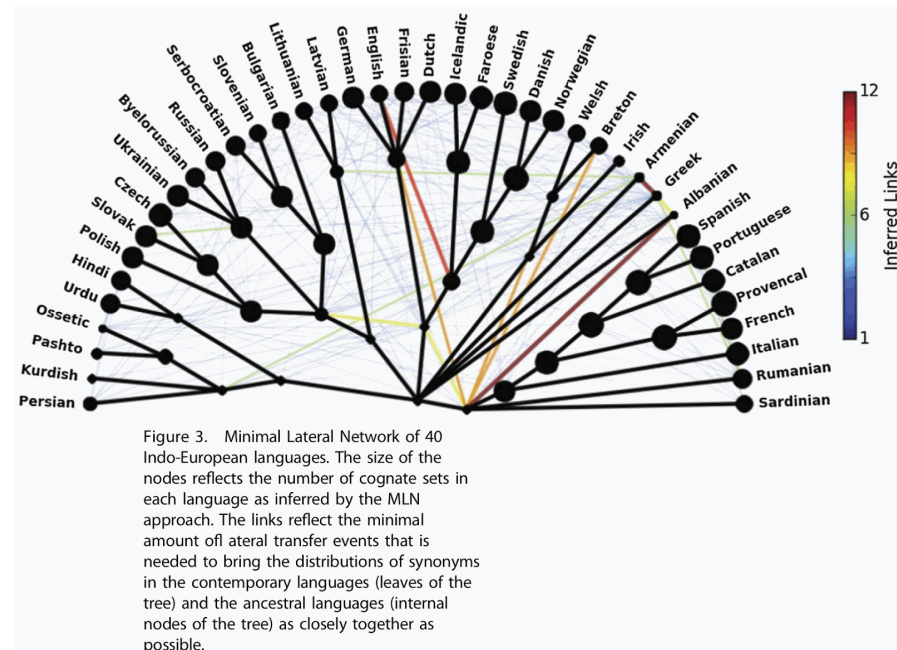 Persian
Kurdish
Pashto
Ossetic
Urdu
Hindi
Polish
Slovak
Czech
Ukrainian
Byelorussian
Russian
Serbocroatian
Slovenian
Bulgarian
Lithuanian
Latvian
German
English
Frisian
Dutch
Icelandic
Faroese
Swedish
Danish
Norwegian
Welsh
Breton
Irish
Armenian
Greek
Albanian
Spanish
Portuguese
Catalan
Provencal
French
Italian
Rumanian
Sardinian
12
6
1
Inferred Links
Figure 3. Minimal Lateral Network of 40
Indo-European languages. The size of the
nodes reflects the number of cognate sets in
each language as inferred by the MLN
approach. The links reflect the minimal
amount ofl ateral transfer events that is
needed to bring the distributions of synonyms
in the contemporary languages (leaves of the
tree) and the ancestral languages (internal
nodes of the tree) as closely together as
possible.